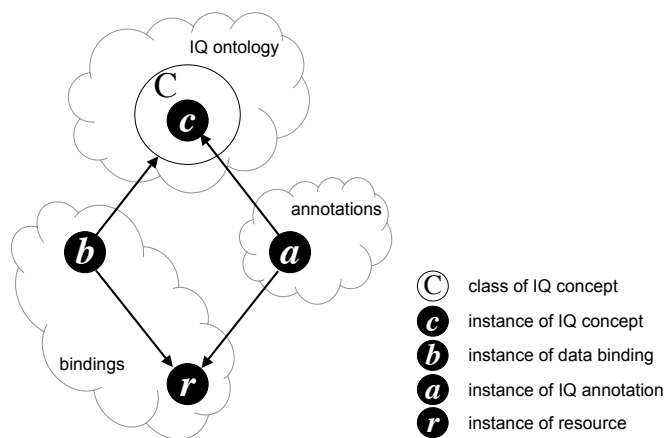 IQ ontology
C
c
annotations
b
a
bindings
r
C class of IQ concept
c instance of IQ concept
b instance of data binding
a instance of IQ annotation
r instance of resource